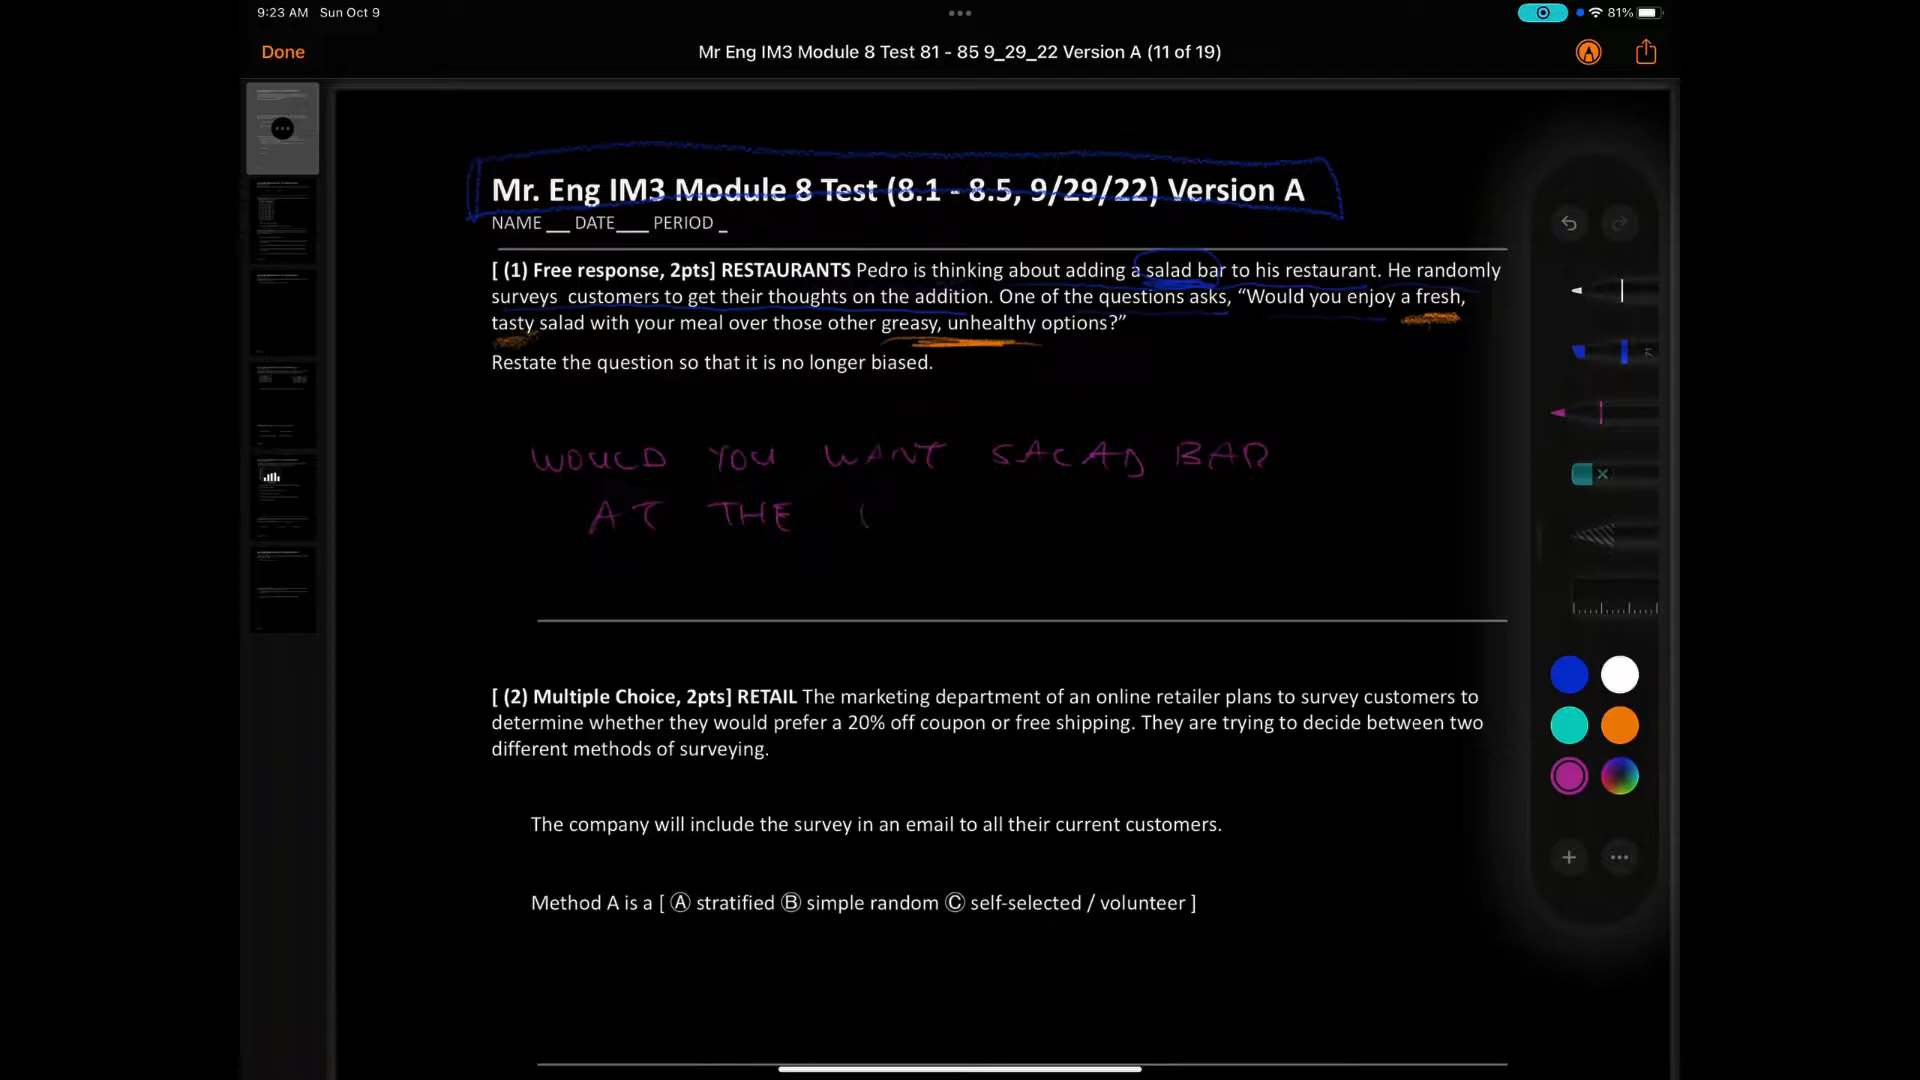 9:23 AM Sun Oct 9
81%
Done
Mr Eng IM3 Module 8 Test 81 - 85 9_29_22 Version A (11 of 19)
Mr. Eng IM3 Module 8 Test (8.1 - 8.5, 9/29/22) Version A
NAME ___ DATE____ PERIOD _
[ (1) Free response, 2pts] RESTAURANTS Pedro is thinking about adding a salad bar to his restaurant. He randomly
surveys customers to get their thoughts on the addition. One of the questions asks, “Would you enjoy a fresh,
tasty salad with your meal over those other greasy, unhealthy options?”
Restate the question so that it is no longer biased.
WOULD YOU WANT SALAD BAR
AT THE
[ (2) Multiple Choice, 2pts] RETAIL The marketing department of an online retailer plans to survey customers to
determine whether they would prefer a 20% off coupon or free shipping. They are trying to decide between two
different methods of surveying.
The company will include the survey in an email to all their current customers.
Method A is a [ Ⓐ stratified Ⓑ simple random Ⓒ self-selected / volunteer ]